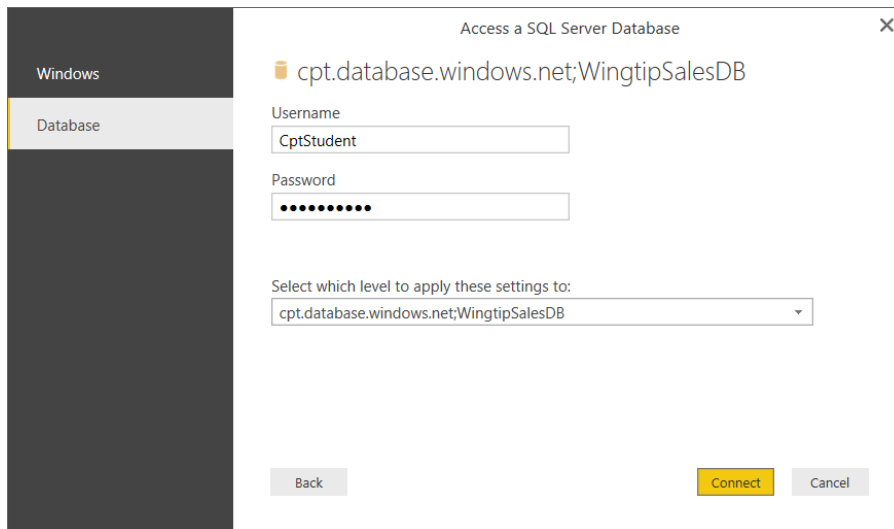 Access a SQL Server Database
Windows
Database
cpt.database.windows.net;WingtipSalesDB
Username
CptStudent
Password
●●●●●●●●●●
Select which level to apply these settings to:
cpt.database.windows.net;WingtipSalesDB
Back
Connect
Cancel